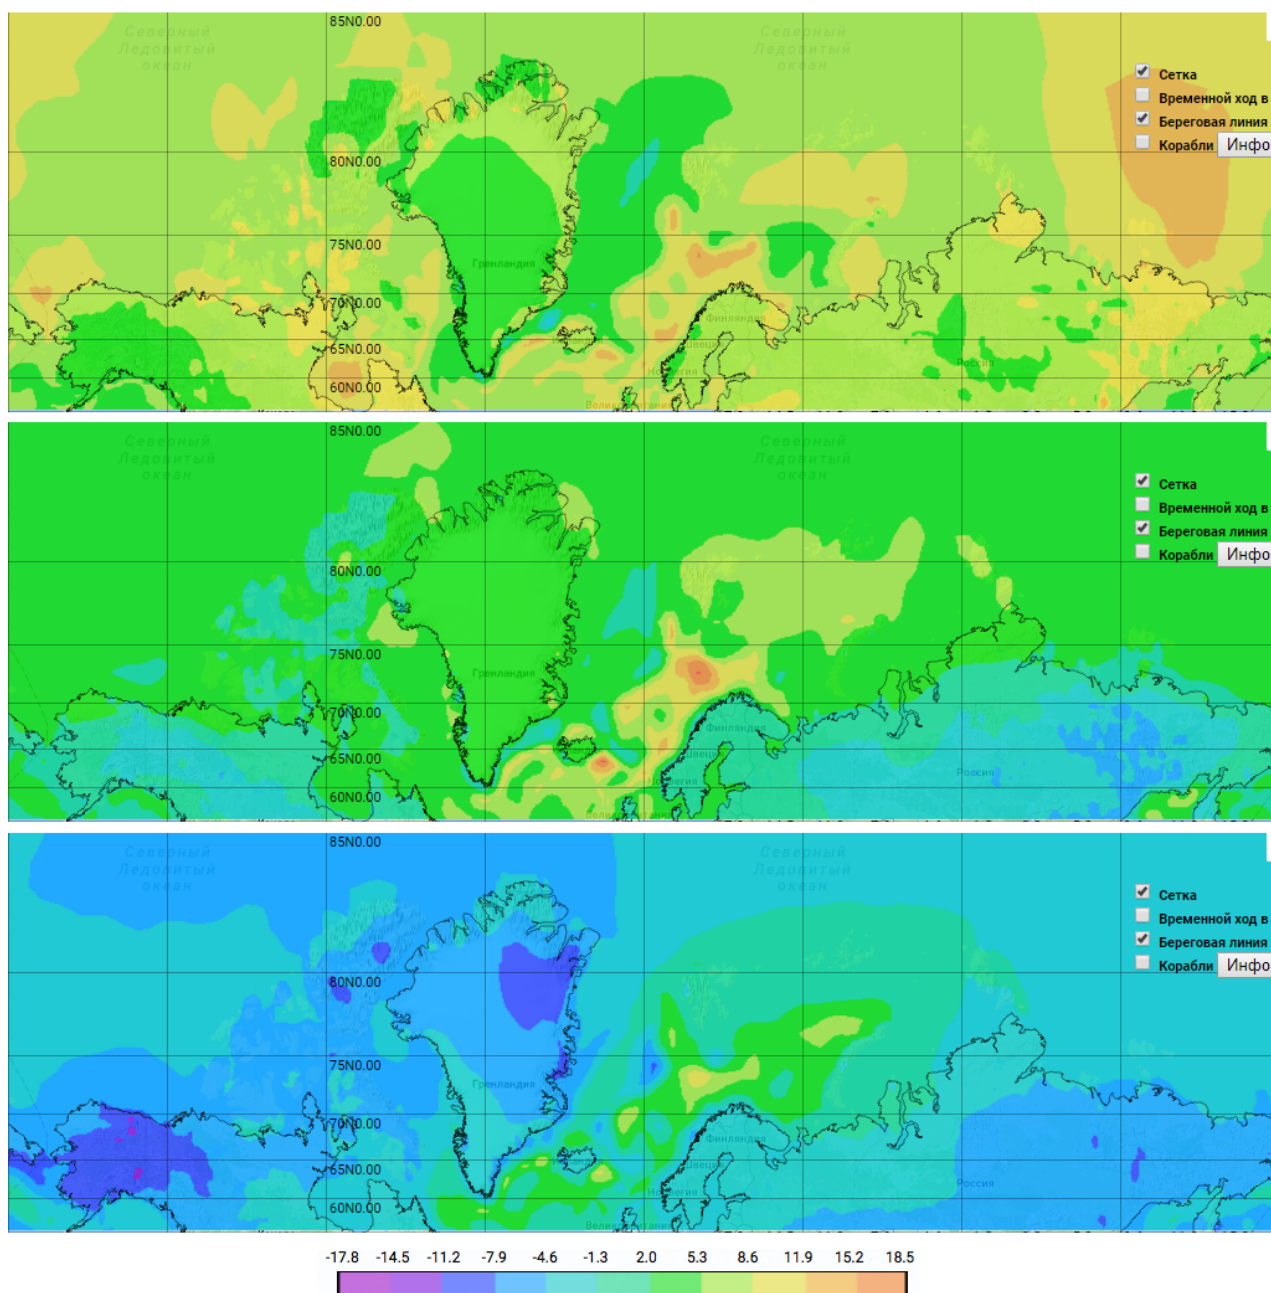 85N0.00
Северный
Ледовитый
океан
Северный
Ледовитый
океан
Сетка
Временной ход в
Береговая линия
Корабли Инфо
80N0.00
75N0.00
Гренландия
70N0.00
Финляндия
65N0.00
Швеция
Россия
60N0.00
85N0.00
Северный
Ледовитый
океан
Северный
Ледовитый
океан
Сетка
Временной ход в
Береговая линия
Корабли Инфо
80N0.00
75N0.00
Гренландия
70N0.00
Финляндия
65N0.00
Швеция
Россия
60N0.00
85N0.00
Северный
Ледовитый
океан
Северный
Ледовитый
океан
Сетка
Временной ход в
Береговая линия
Корабли Инфо
80N0.00
75N0.00
Гренландия
70N0.00
Финляндия
65N0.00
Швеция
Россия
60N0.00
-17.8 -14.5 -11.2 -7.9 -4.6 -1.3 2.0 5.3 8.6 11.9 15.2 18.5